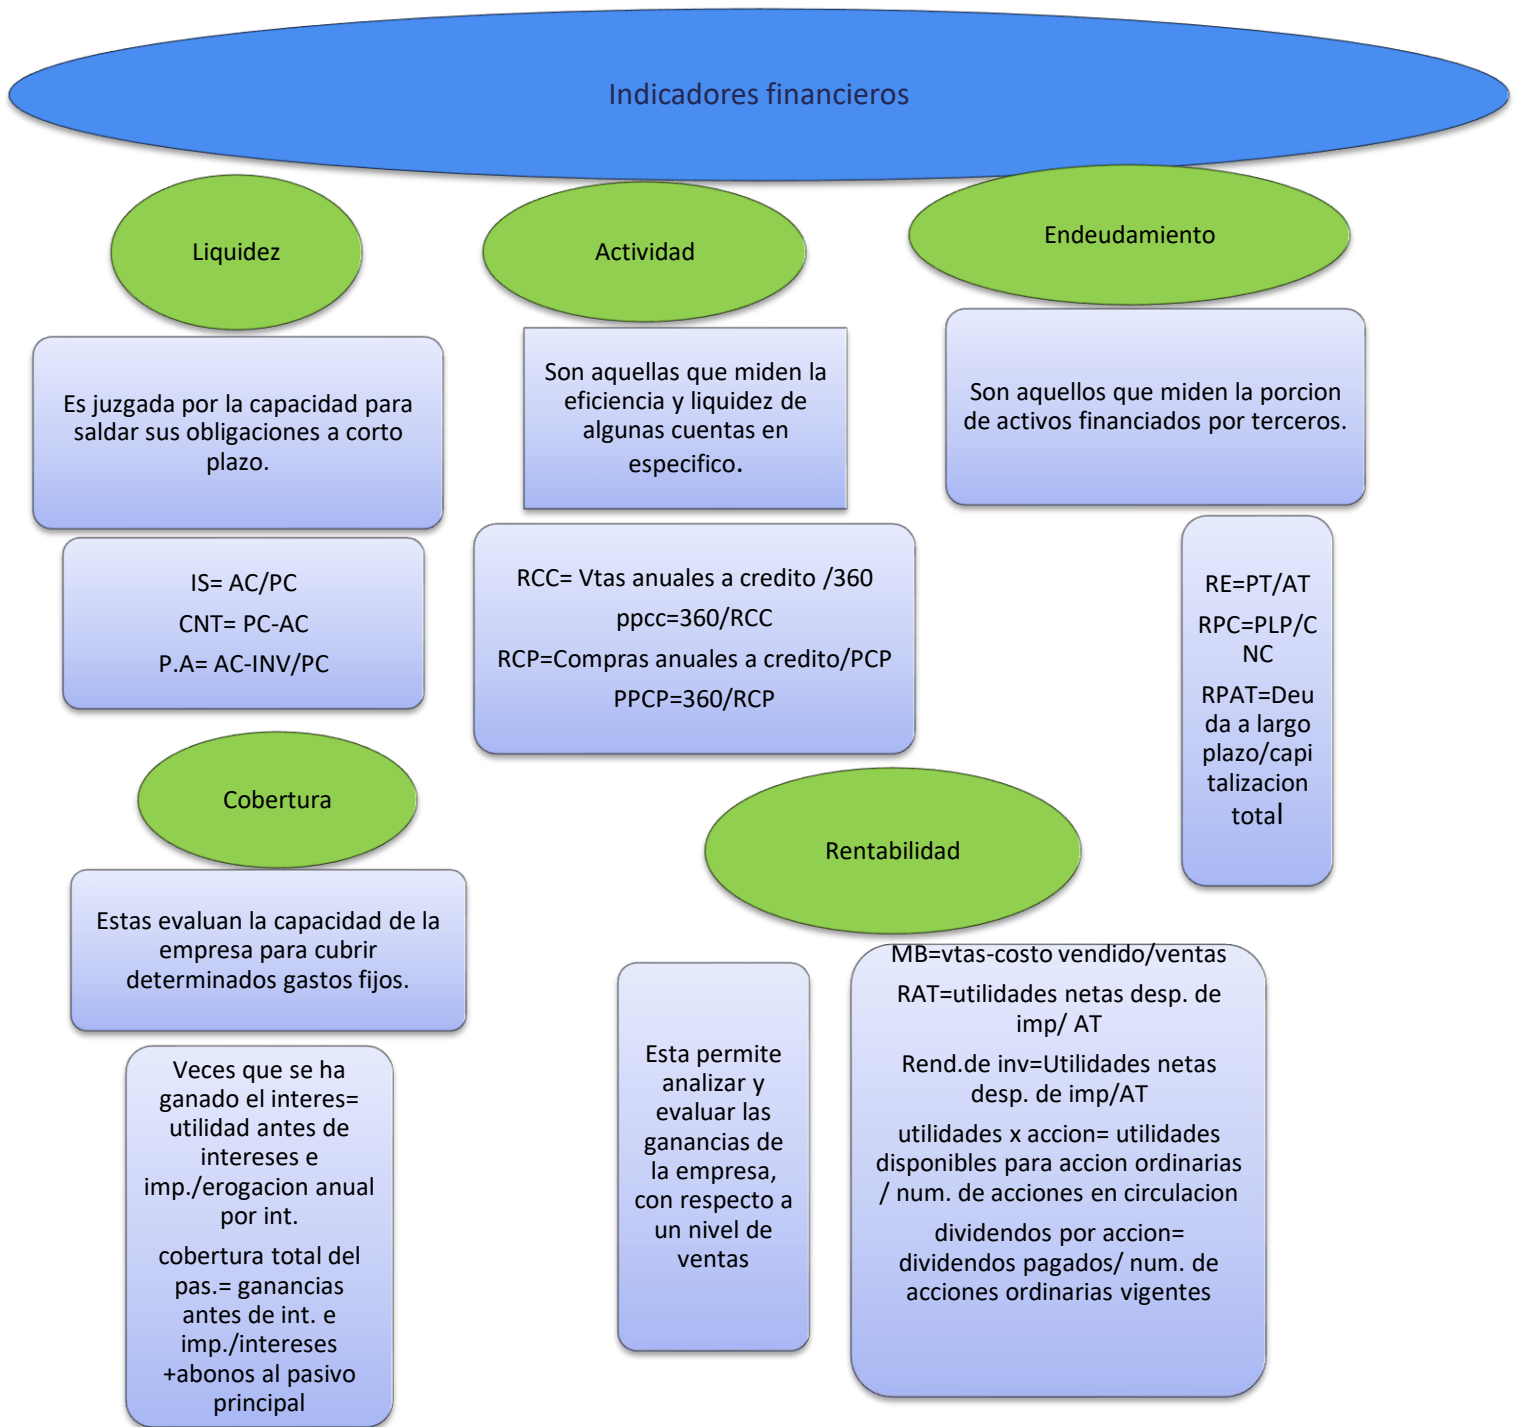 Indicadores financieros
Liquidez
Es juzgada por la capacidad para
saldar sus obligaciones a corto
plazo.
IS= AC/PC
CNT= PC-AC
P.A= AC-INV/PC
Actividad
Son aquellas que miden la
eficiencia y liquidez de
algunas cuentas en
especifico.
RCC= Vtas anuales a credito /360
ppcc=360/RCC
RCP=Compras anuales a credito/PCP
PPCP=360/RCP
Endeudamiento
Son aquellos que miden la porcion
de activos financiados por terceros.
RE=PT/AT
RPC=PLP/C
NC
RPAT=Deu
da a largo
plazo/capi
talizacion
total
Cobertura
Estas evaluan la capacidad de la
empresa para cubrir
determinados gastos fijos.
Veces que se ha
ganado el interes=
utilidad antes de
intereses e
imp./erogacion anual
por int.
cobertura total del
pas.= ganancias
antes de int. e
imp./intereses
+abonos al pasivo
principal
Rentabilidad
Esta permite
analizar y
evaluar las
ganancias de
la empresa,
con respecto a
un nivel de
ventas
MB=vtas-costo vendido/ventas
RAT=utilidades netas desp. de
imp/ AT
Rend.de inv=Utilidades netas
desp. de imp/AT
utilidades x accion= utilidades
disponibles para accion ordinarias
/ num. de acciones en circulacion
dividendos por accion=
dividendos pagados/ num. de
acciones ordinarias vigentes